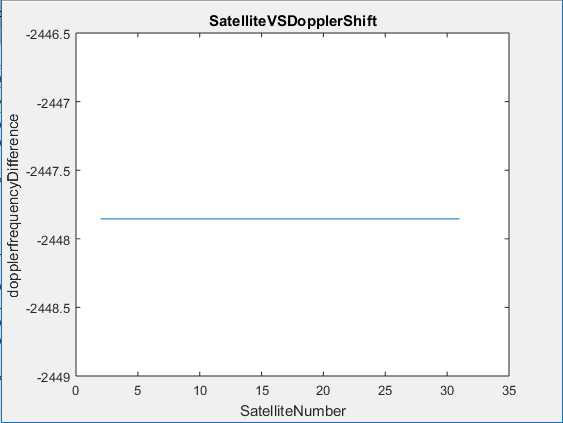 SatelliteVSDopplerShift
-2446.5
-2447
-2447.5
-2448
-2448.5
-2449
dopplerfrequencyDifference
0 5 10 15 20 25 30 35
SatelliteNumber